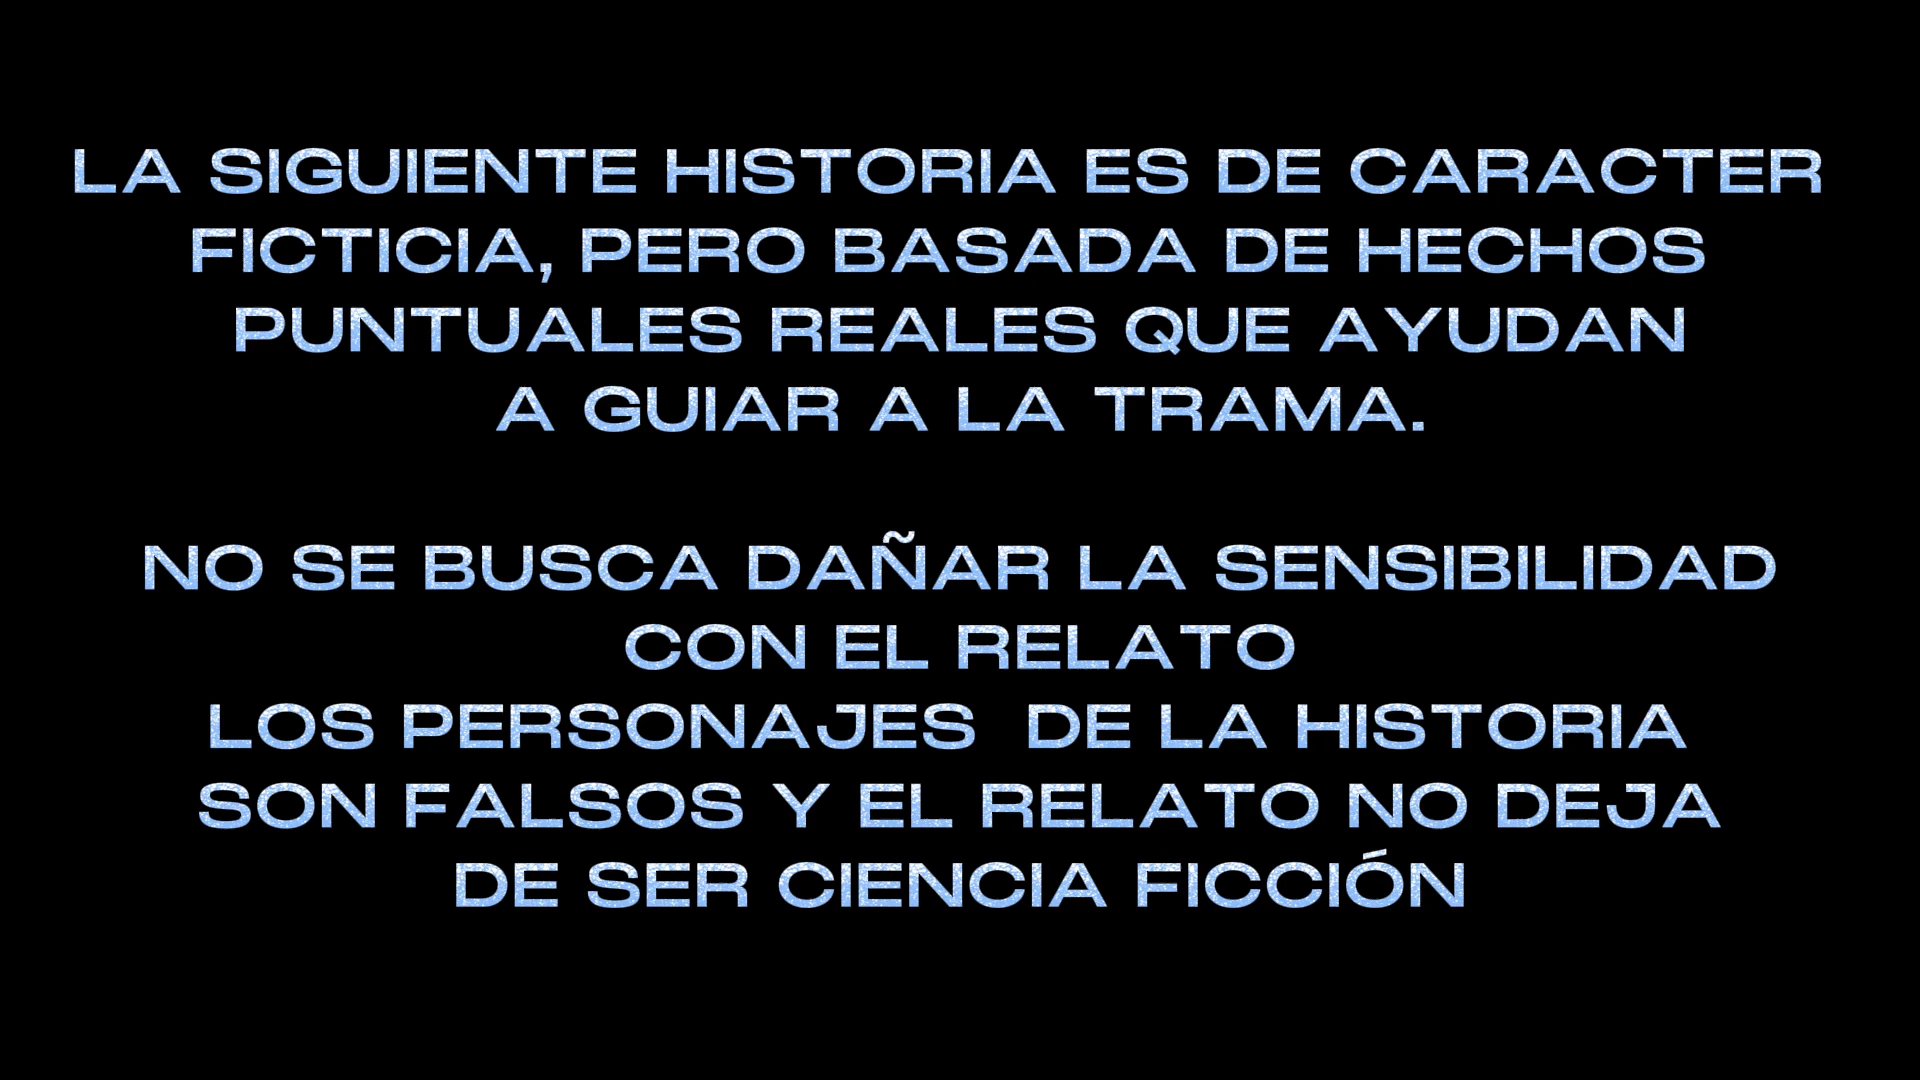 LA SIGUIENTE HISTORIA ES DE CARACTER
FICTICIA, PERO BASADA DE HECHOS
PUNTUALES REALES QUE AYUDAN
A GUIAR A LA TRAMA.
NO SE BUSCA DAÑAR LA SENSIBILIDAD
CON EL RELATO
LOS PERSONAJES DE LA HISTORIA
SON FALSOS Y EL RELATO NO DEJA
DE SER CIENCIA FICCIÓN